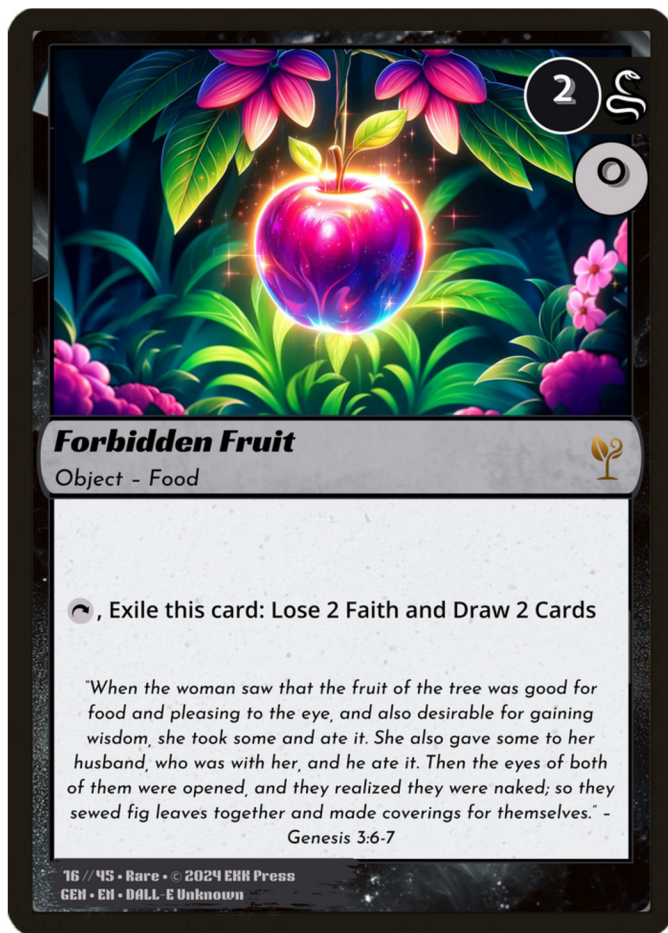 2
O
Forbidden Fruit
Object – Food
, Exile this card: Lose 2 Faith and Draw 2 Cards
"When the woman saw that the fruit of the tree was good for
food and pleasing to the eye, and also desirable for gaining
wisdom, she took some and ate it. She also gave some to her
husband, who was with her, and he ate it. Then the eyes of both
of them were opened, and they realized they were naked; so they
sewed fig leaves together and made coverings for themselves." –
Genesis 3:6-7
16 // 45 • Rare • © 2024 EKK Press
GEN • EN • DALL-E Unknown